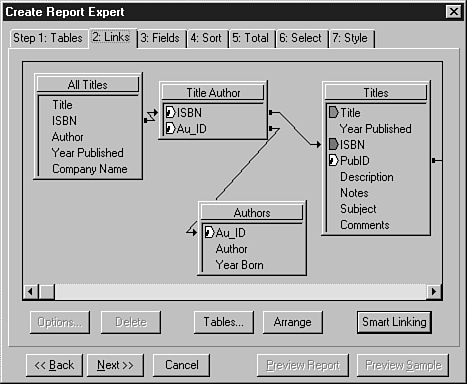 Create Report Expert
Step 1: Tables
2: Links
3: Fields
4: Sort
5: Total
6: Select
7: Style
All Titles
Title
ISBN
Author
Year Published
Company Name
Title Author
ISBN
Au_ID
Titles
Title
Year Published
ISBN
PubID
Description
Notes
Subject
Comments
Authors
Au_ID
Author
Year Born
Options...
Delete
Tables...
Arrange
Smart Linking
<< Back
Next >>
Cancel
Preview Report
Preview Sample